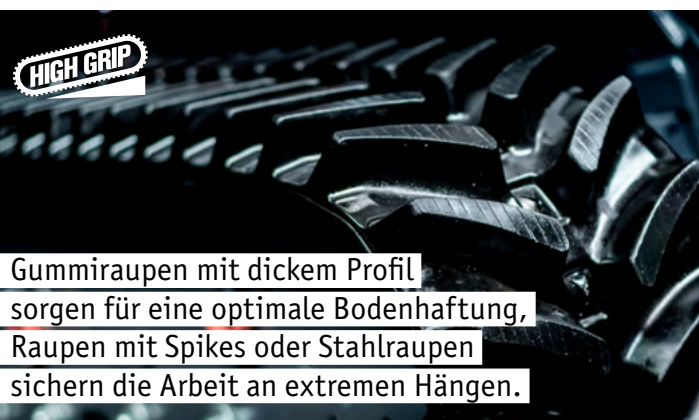 HIGH GRIP
Gummiraupen mit dickem Profil
sorgen für eine optimale Bodenhaftung,
Raupen mit Spikes oder Stahlraupen
sichern die Arbeit an extremen Hängen.